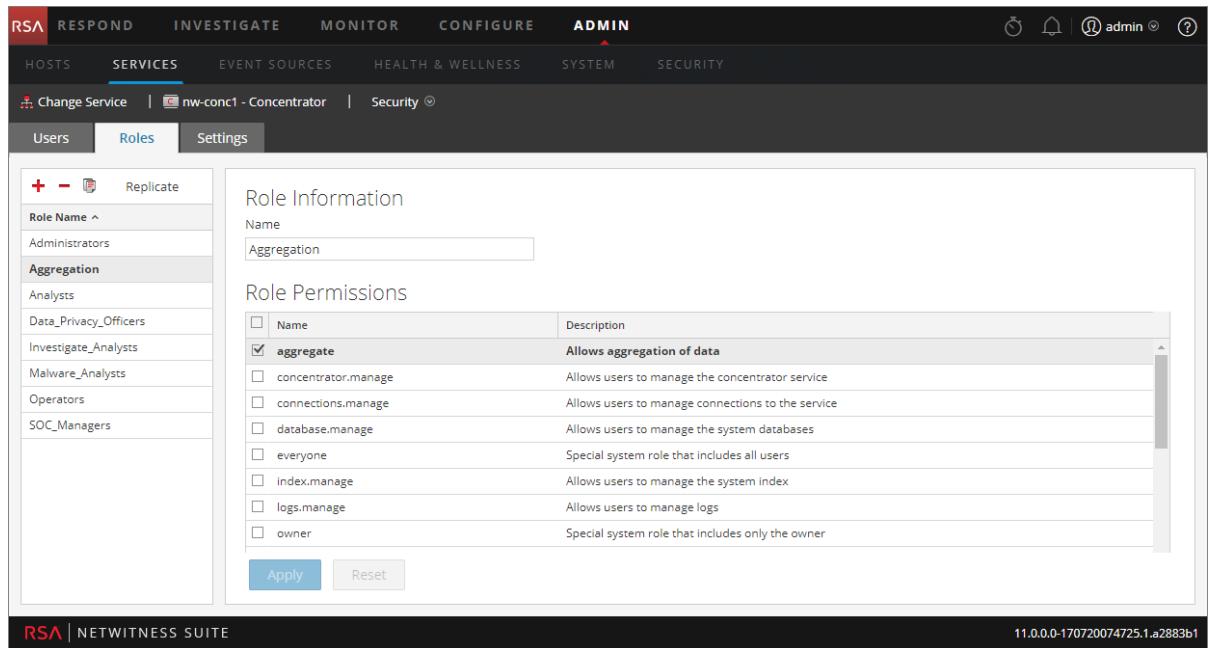 RSA RESPOND INVESTIGATE MONITOR CONFIGURE ADMIN admin ?
HOSTS SERVICES EVENT SOURCES HEALTH & WELLNESS SYSTEM SECURITY
Change Service | C nw-conc1 - Concentrator | Security
Users Roles Settings
Replicate
Role Name
Administrators
Aggregation
Analysts
Data_Privacy_Officers
Investigate_Analysts
Malware_Analysts
Operators
SOC_Managers
Role Information
Name
Aggregation
Role Permissions
Name Description
aggregate Allows aggregation of data
concentrator.manage Allows users to manage the concentrator service
connections.manage Allows users to manage connections to the service
database.manage Allows users to manage the system databases
everyone Special system role that includes all users
index.manage Allows users to manage the system index
logs.manage Allows users to manage logs
owner Special system role that includes only the owner
Apply Reset
RSA | NETWITNESS SUITE 11.0.0.0-170720074725.1.a2883b1